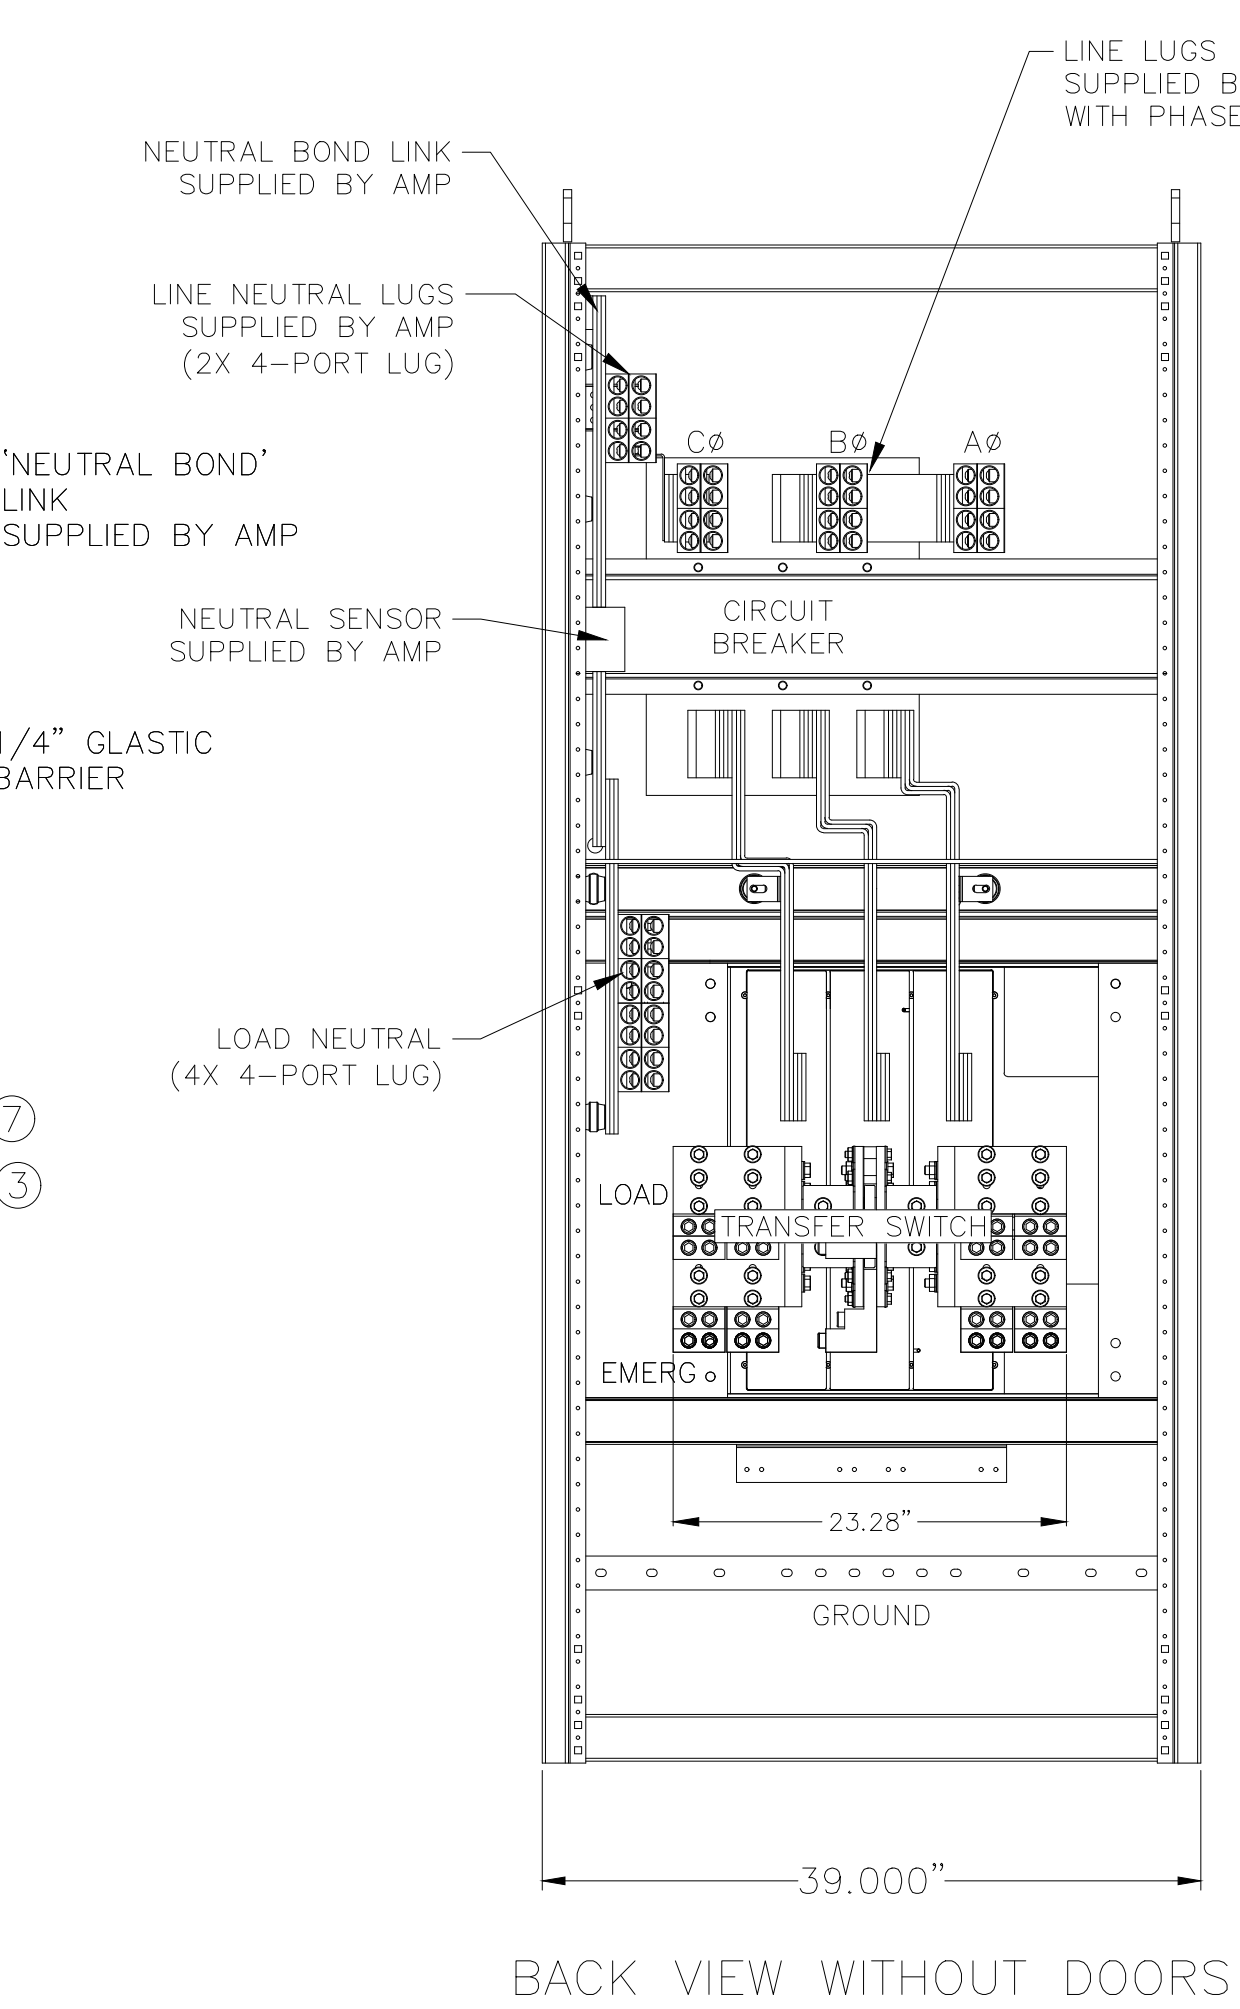 LINE LUGS
SUPPLIED B
WITH PHASE
NEUTRAL BOND LINK
SUPPLIED BY AMP
LINE NEUTRAL LUGS
SUPPLIED BY AMP
(2X 4-PORT LUG)
CØ
BØ
AØ
'NEUTRAL BOND'
LINK
SUPPLIED BY AMP
NEUTRAL SENSOR
SUPPLIED BY AMP
CIRCUIT
BREAKER
1/4" GLASTIC
BARRIER
LOAD NEUTRAL
(4X 4-PORT LUG)
7
3
LOAD
TRANSFER SWITCH
EMERG
23.28"
GROUND
39.000"
BACK VIEW WITHOUT DOORS